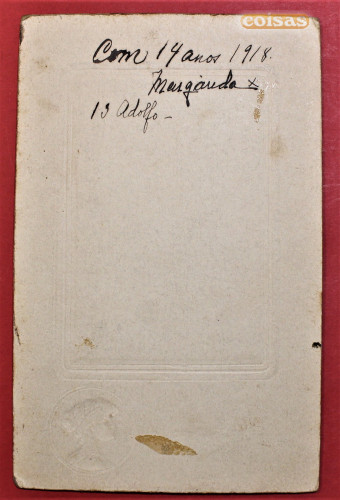 coisas
Com 14 anos 1918.
Margarida x
13 Adolfo -